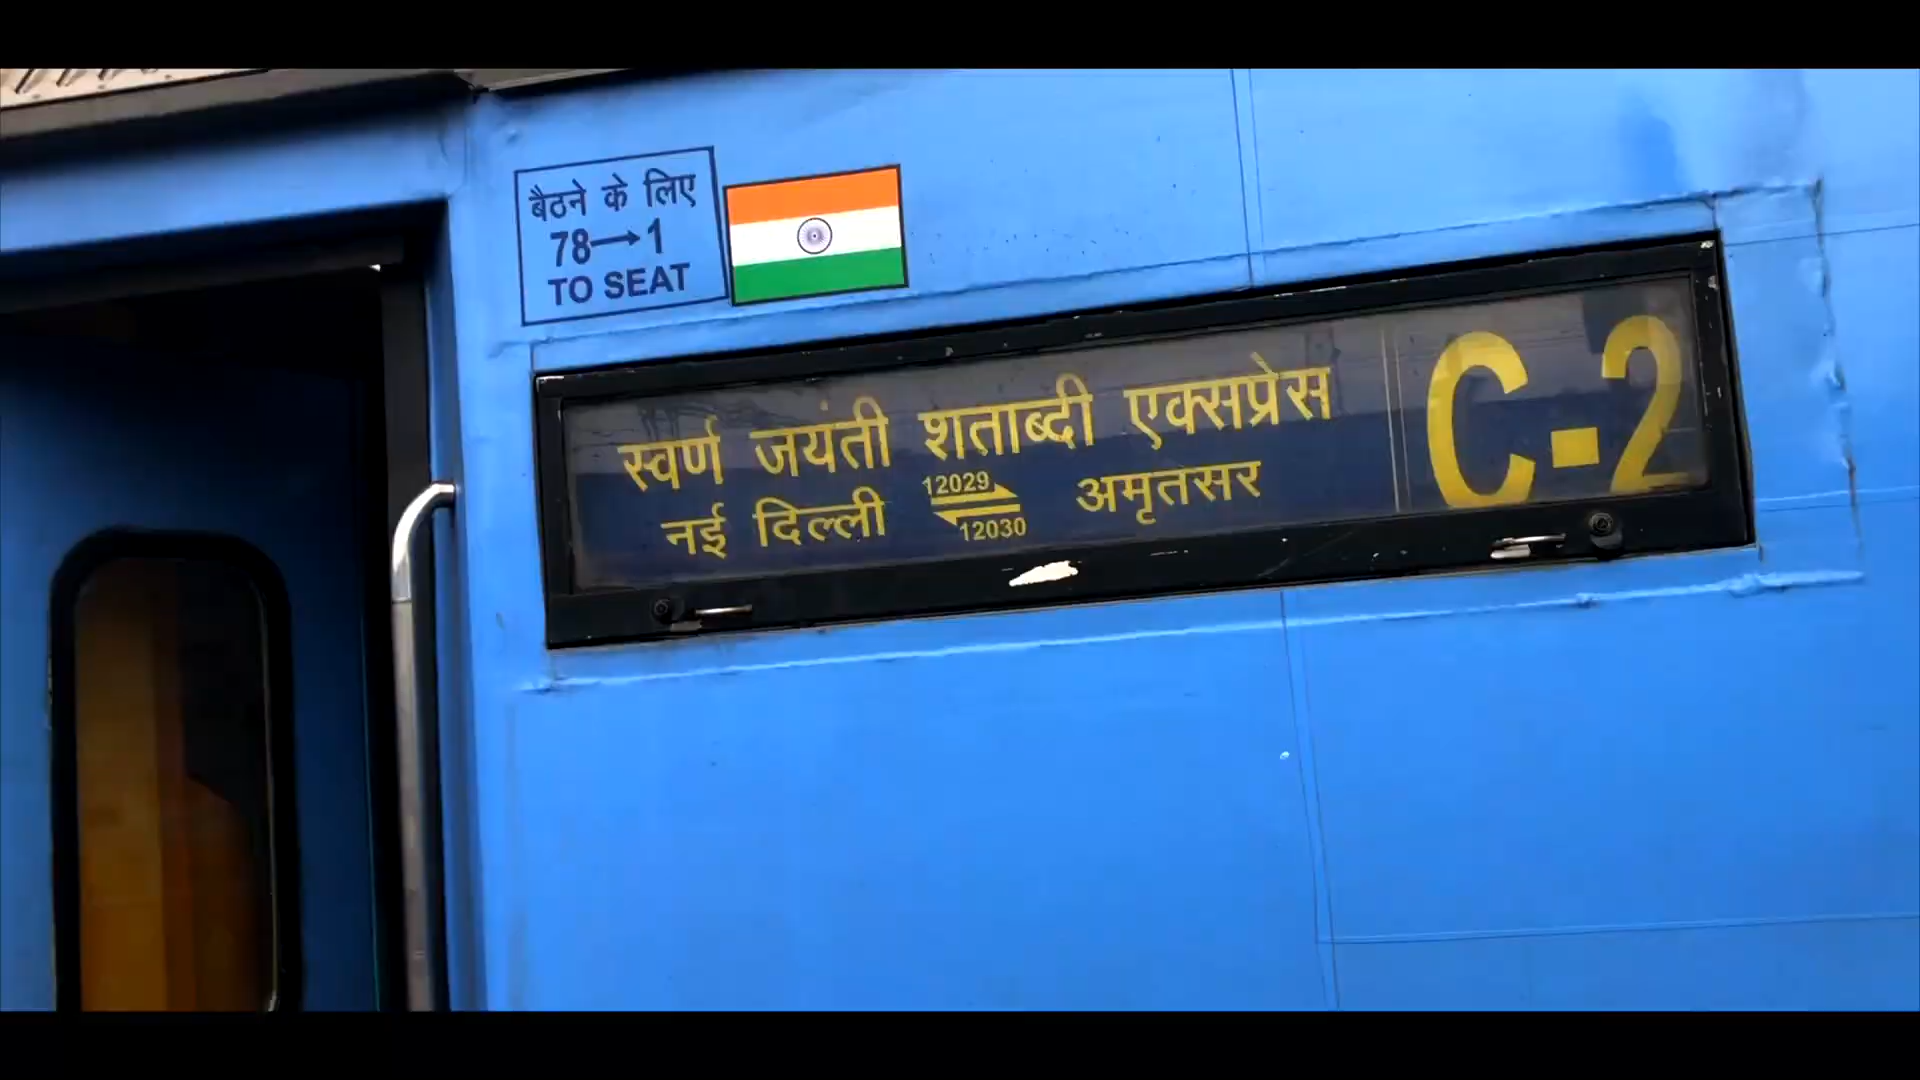 बैठने के लिए
78→1
TO SEAT
स्वर्ण जयंती शताब्दी एक्सप्रेस
नई दिल्ली 12029 12030 अमृतसर
C-2